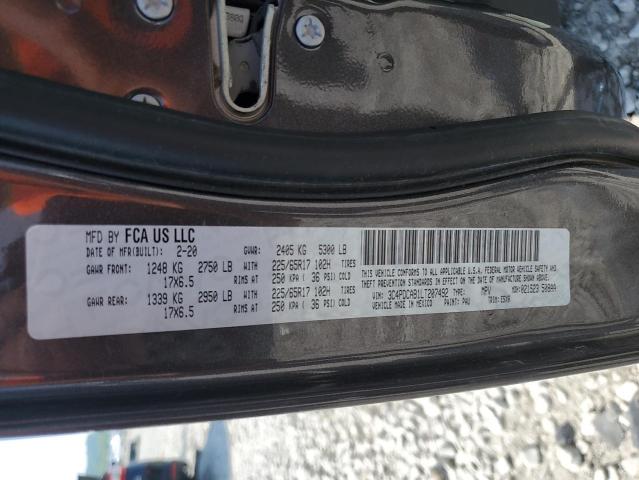 MFD BY FCA US LLC
DATE OF MFR(BUILT): 2-20 GVWR: 2405 KG 5300 LB
GAWR FRONT: 1248 KG 2750 LB WITH 225/65R17 102H TIRES
17X6.5 RIMS AT 250 KPA ( 36 PSI) COLD
GAWR REAR: 1339 KG 2950 LB WITH 225/65R17 102H TIRES
17X6.5 RIMS AT 250 KPA ( 36 PSI) COLD
THIS VEHICLE CONFORMS TO ALL APPLICABLE U.S.A. FEDERAL MOTOR VEHICLE SAFETY, AND
THEFT PREVENTION STANDARDS IN EFFECT ON THE DATE OF MANUFACTURE SHOWN ABOVE.
VIN: 3C4PDCAB1LT207492 TYPE: MPV MDH: 021523
VEHICLE MADE IN MEXICO PAINT: PAU TRIM: